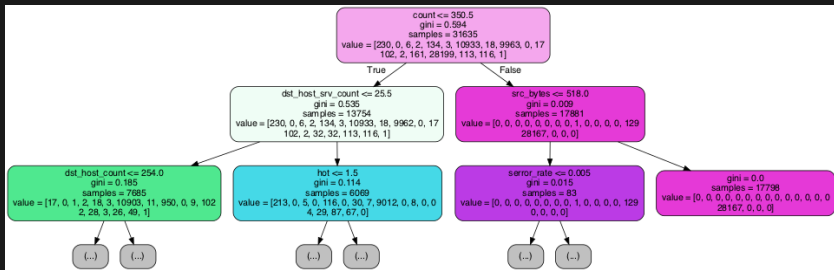 count <= 350.5
gini = 0.594
samples = 31635
value = [230, 0, 6, 2, 134, 3, 10933, 18, 9963, 0, 17
102, 2, 161, 28199, 113, 116, 1]
True
False
dst_host_srv_count <= 25.5
gini = 0.535
samples = 13754
value = [230, 0, 6, 2, 134, 3, 10933, 18, 9962, 0, 17
102, 2, 32, 32, 113, 116, 1]
src_bytes <= 518.0
gini = 0.009
samples = 17881
value = [0, 0, 0, 0, 0, 0, 0, 0, 1, 0, 0, 0, 0, 129
28167, 0, 0, 0]
dst_host_count <= 254.0
gini = 0.185
samples = 7685
value = [17, 0, 1, 2, 18, 3, 10903, 11, 950, 0, 9, 102
2, 28, 3, 26, 49, 1]
hot <= 1.5
gini = 0.114
samples = 6069
value = [213, 0, 5, 0, 116, 0, 30, 7, 9012, 0, 8, 0, 0
4, 29, 87, 67, 0]
serror_rate <= 0.005
gini = 0.015
samples = 83
value = [0, 0, 0, 0, 0, 0, 0, 0, 1, 0, 0, 0, 0, 129
0, 0, 0, 0]
gini = 0.0
samples = 17798
value = [0, 0, 0, 0, 0, 0, 0, 0, 0, 0, 0, 0, 0, 0
28167, 0, 0, 0]
(...)
(...)
(...)
(...)
(...)
(...)